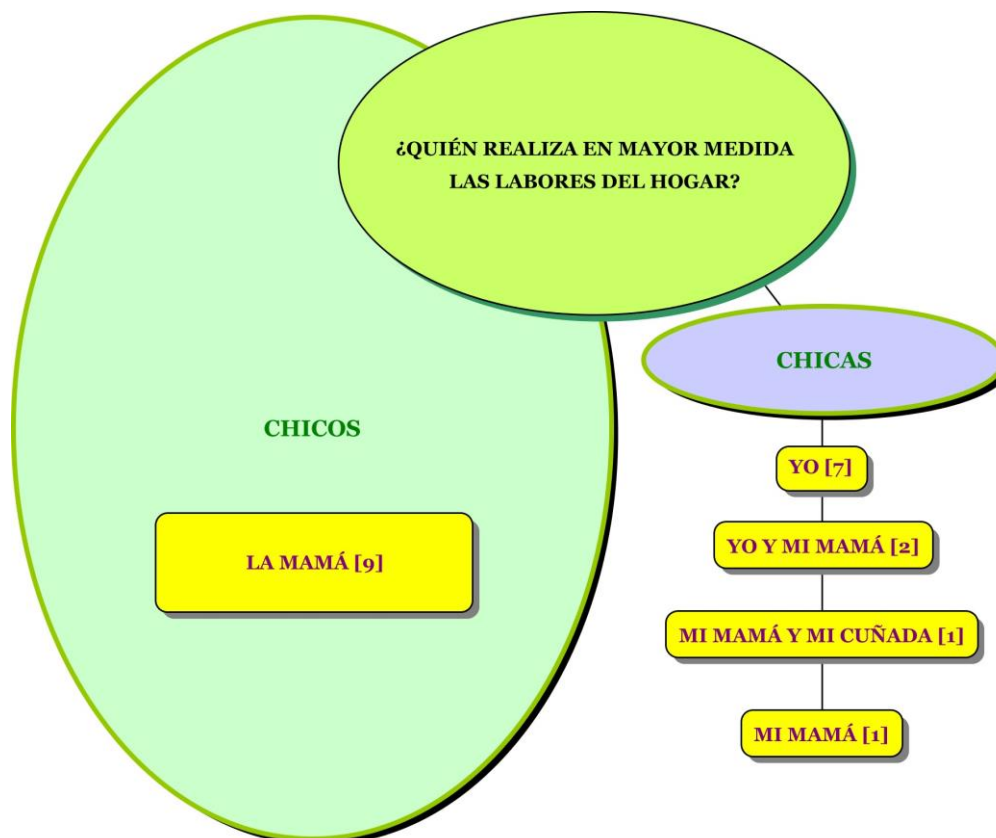 ¿QUIÉN REALIZA EN MAYOR MEDIDA
LAS LABORES DEL HOGAR?
CHICOS
LA MAMÁ [9]
CHICAS
YO [7]
YO Y MI MAMÁ [2]
MI MAMÁ Y MI CUÑADA [1]
MI MAMÁ [1]